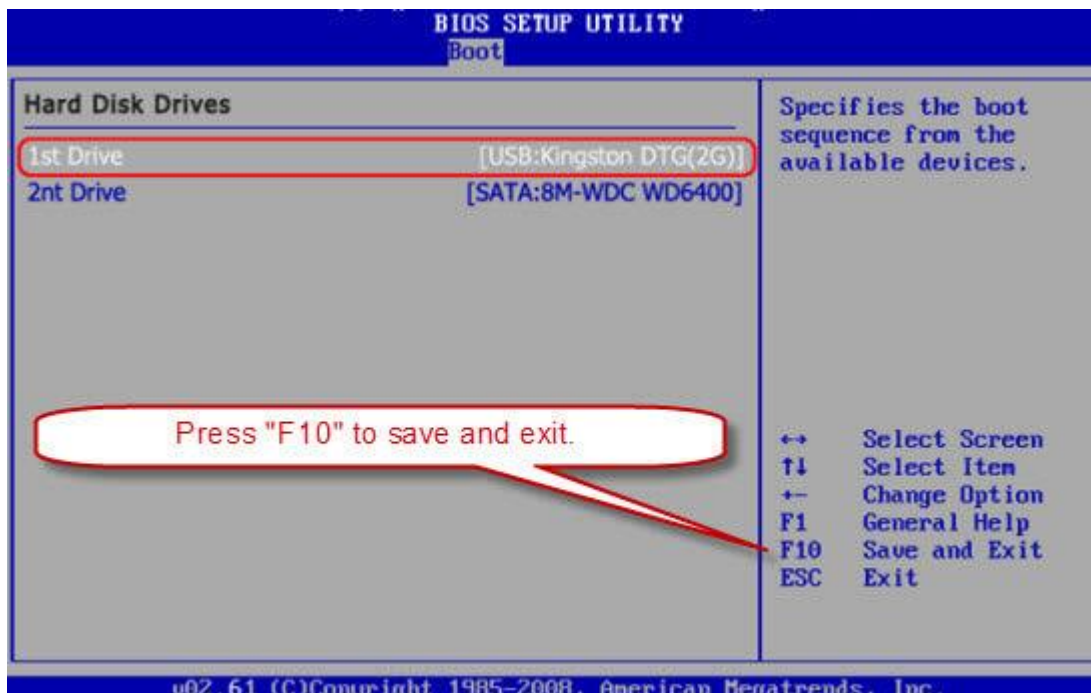 BIOS SETUP UTILITY
Boot
Hard Disk Drives
1st Drive [USB:Kingston DTG(2G)]
2nt Drive [SATA:8M-WDC WD6400]
Specifies the boot
sequence from the
available devices.
Press "F10" to save and exit.
↔ Select Screen
↑↓ Select Item
+- Change Option
F1 General Help
F10 Save and Exit
ESC Exit
v02.61 (C)Copyright 1985-2008, American Megatrends, Inc.